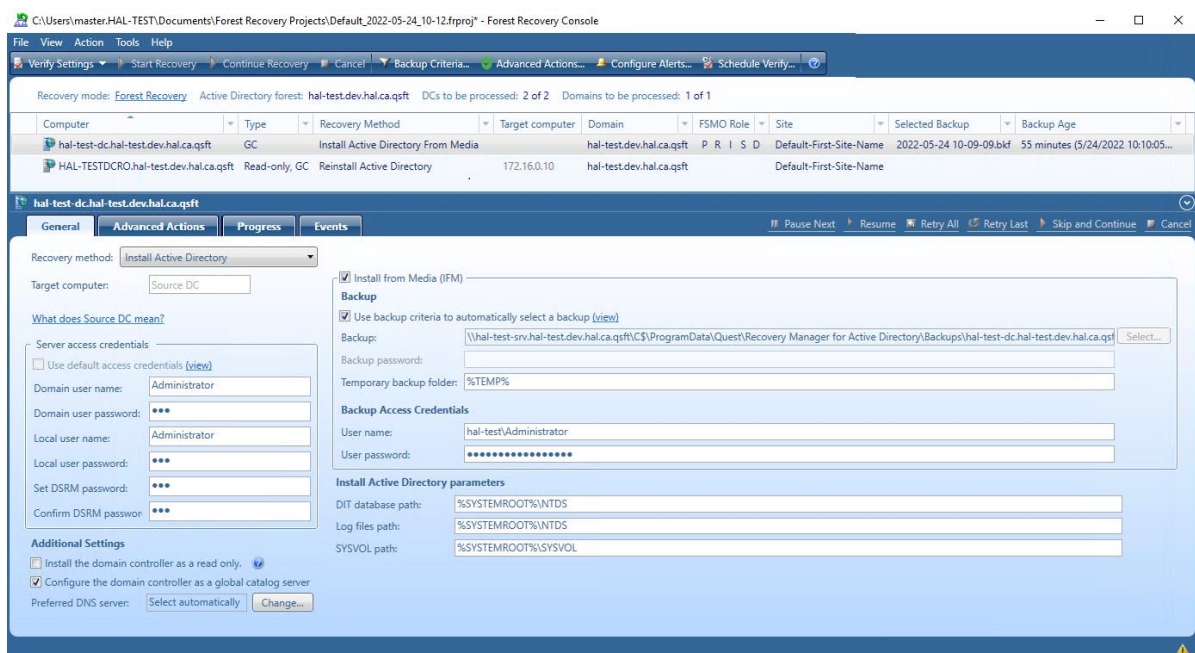 C:\Users\master.HAL-TEST\Documents\Forest Recovery Projects\Default_2022-05-24_10-12.frproj* - Forest Recovery Console
File View Action Tools Help
Verify Settings Start Recovery Continue Recovery Cancel Backup Criteria... Advanced Actions... Configure Alerts... Schedule Verify...
Recovery mode: Forest Recovery Active Directory forest: hal-test.dev.hal.ca.qsft DCs to be processed: 2 of 2 Domains to be processed: 1 of 1
Computer Type Recovery Method Target computer Domain FSMO Role Site Selected Backup Backup Age
hal-test-dc.hal-test.dev.hal.ca.qsft GC Install Active Directory From Media hal-test.dev.hal.ca.qsft P R I S D Default-First-Site-Name 2022-05-24 10-09-09.bkf 55 minutes (5/24/2022 10:10:05...
HAL-TESTDCRO.hal-test.dev.hal.ca.qsft Read-only, GC Reinstall Active Directory 172.16.0.10 hal-test.dev.hal.ca.qsft Default-First-Site-Name
hal-test-dc.hal-test.dev.hal.ca.qsft
General Advanced Actions Progress Events Pause Next Resume Retry All Retry Last Skip and Continue Cancel
Recovery method: Install Active Directory
Target computer: Source DC
What does Source DC mean?
Server access credentials
Use default access credentials (view)
Domain user name: Administrator
Domain user password: •••
Local user name: Administrator
Local user password: •••
Set DSRM password: •••
Confirm DSRM passwor •••
Additional Settings
Install the domain controller as a read only.
Configure the domain controller as a global catalog server
Preferred DNS server: Select automatically Change...
Install from Media (IFM)
Backup
Use backup criteria to automatically select a backup (view)
Backup: \\hal-test-srv.hal-test.dev.hal.ca.qsft\C$\ProgramData\Quest\Recovery Manager for Active Directory\Backups\hal-test-dc.hal-test.dev.hal.ca.qsf Select...
Backup password:
Temporary backup folder: %TEMP%
Backup Access Credentials
User name: hal-test\Administrator
User password: •••••••••••••••••
Install Active Directory parameters
DIT database path: %SYSTEMROOT%\NTDS
Log files path: %SYSTEMROOT%\NTDS
SYSVOL path: %SYSTEMROOT%\SYSVOL